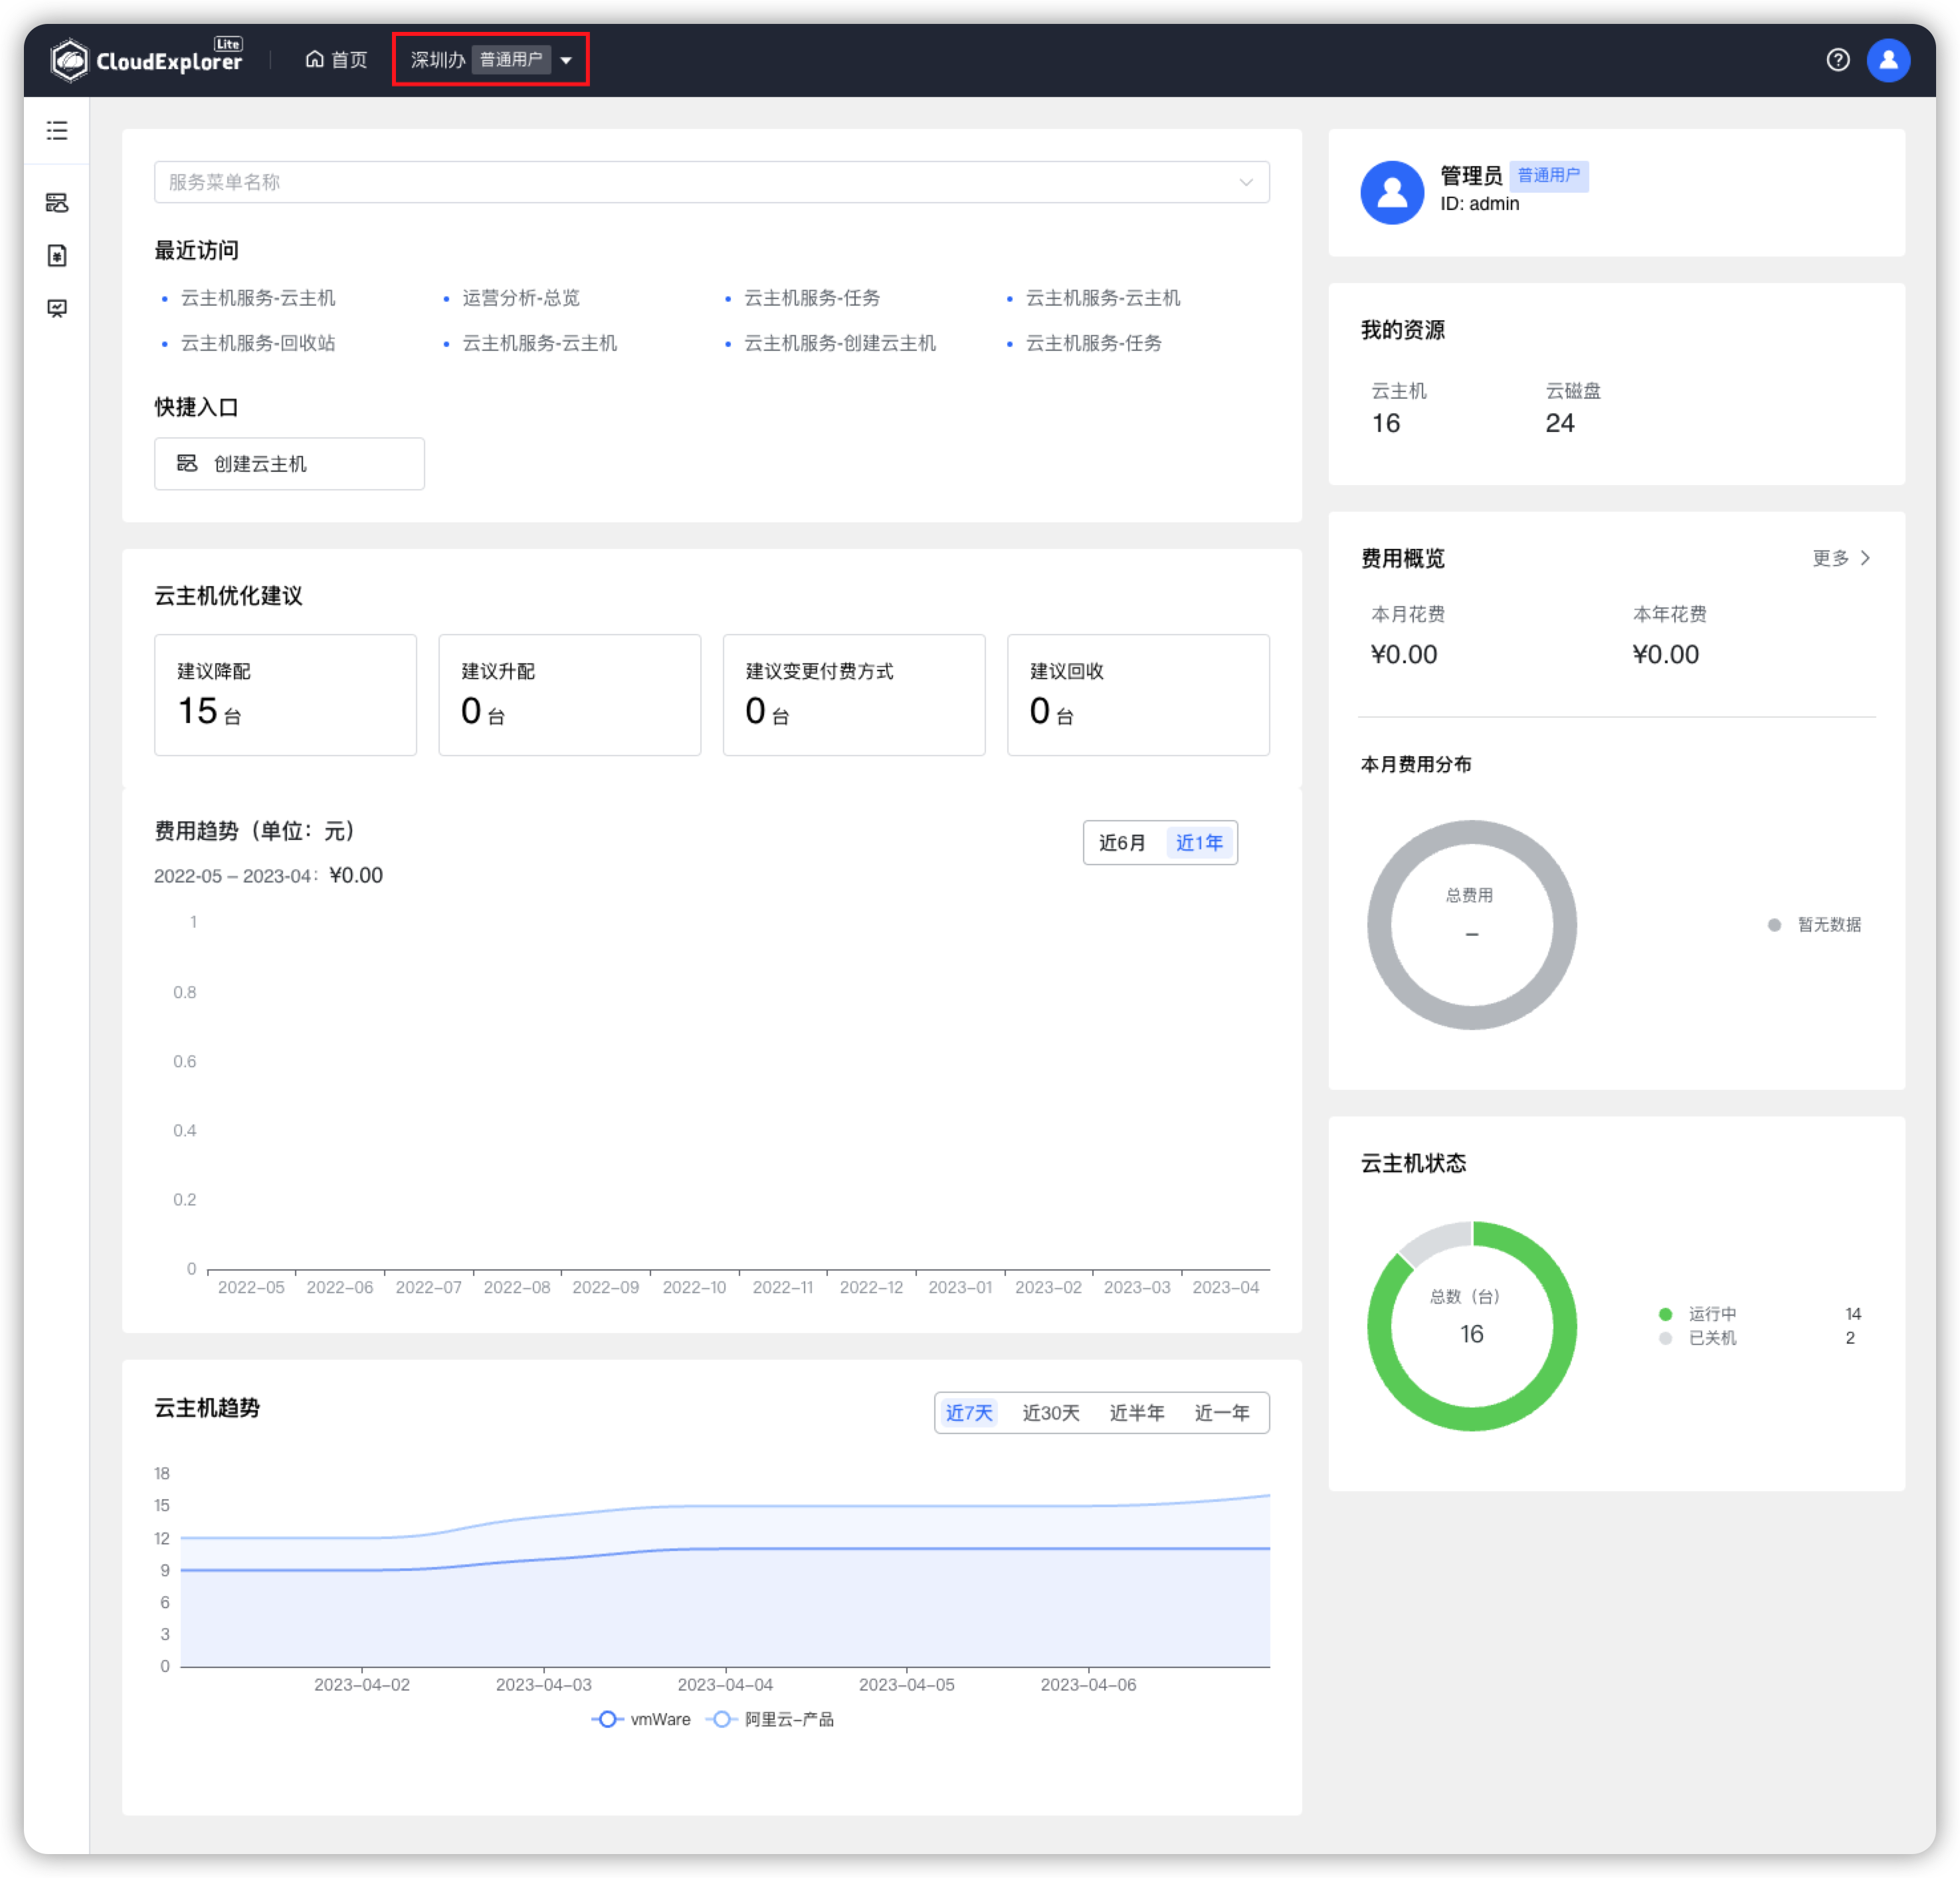 CloudExplorer Lite
首页
深圳办 普通用户
服务菜单名称
最近访问
云主机服务-云主机 运营分析-总览 云主机服务-任务 云主机服务-云主机
云主机服务-回收站 云主机服务-云主机 云主机服务-创建云主机 云主机服务-任务
快捷入口
创建云主机
云主机优化建议
建议降配 建议升配 建议变更付费方式 建议回收
15 台 0 台 0 台 0 台
费用趋势（单位：元）
近6月 近1年
2022-05 – 2023-04： ¥0.00
1
0.8
0.6
0.4
0.2
0
2022-05 2022-06 2022-07 2022-08 2022-09 2022-10 2022-11 2022-12 2023-01 2023-02 2023-03 2023-04
云主机趋势
近7天 近30天 近半年 近一年
18
15
12
9
6
3
0
2023-04-02 2023-04-03 2023-04-04 2023-04-05 2023-04-06
vmWare 阿里云-产品
管理员 普通用户
ID: admin
我的资源
云主机 云磁盘
16 24
费用概览 更多
本月花费 本年花费
¥0.00 ¥0.00
本月费用分布
总费用
–
暂无数据
云主机状态
总数（台）
16
运行中 14
已关机 2